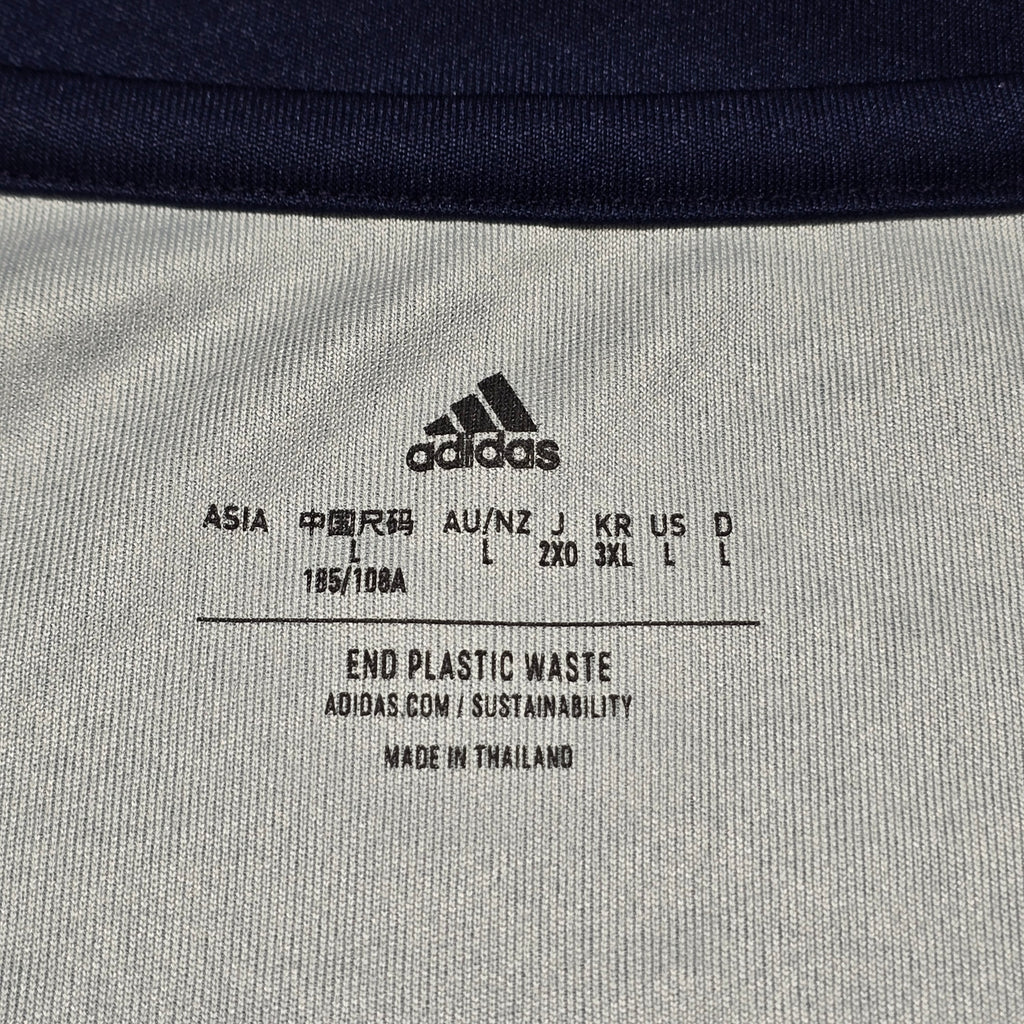 adidas
ASIA 中国尺码 AU/NZ J KR US D
L L 2XO 3XL L L
185/108A
END PLASTIC WASTE
ADIDAS.COM / SUSTAINABILITY
MADE IN THAILAND